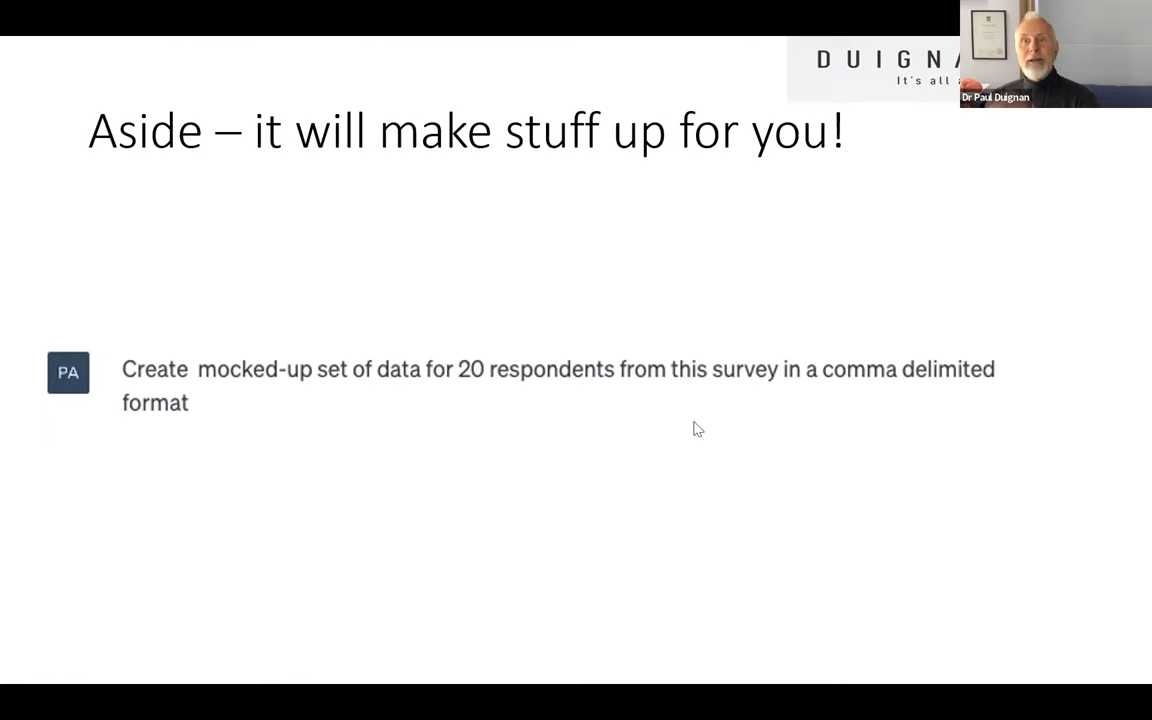 DUIGNA
It's all
Dr Paul Duignan
Aside – it will make stuff up for you!
PA
Create mocked-up set of data for 20 respondents from this survey in a comma delimited
format